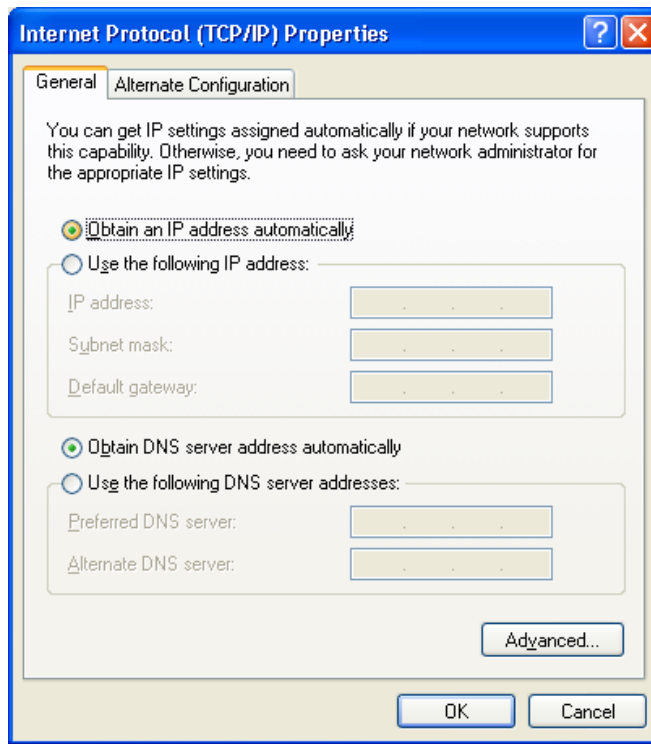 Internet Protocol (TCP/IP) Properties
General
Alternate Configuration
You can get IP settings assigned automatically if your network supports
this capability. Otherwise, you need to ask your network administrator for
the appropriate IP settings.
Obtain an IP address automatically
Use the following IP address:
IP address:
Subnet mask:
Default gateway:
Obtain DNS server address automatically
Use the following DNS server addresses:
Preferred DNS server:
Alternate DNS server:
Advanced...
OK
Cancel